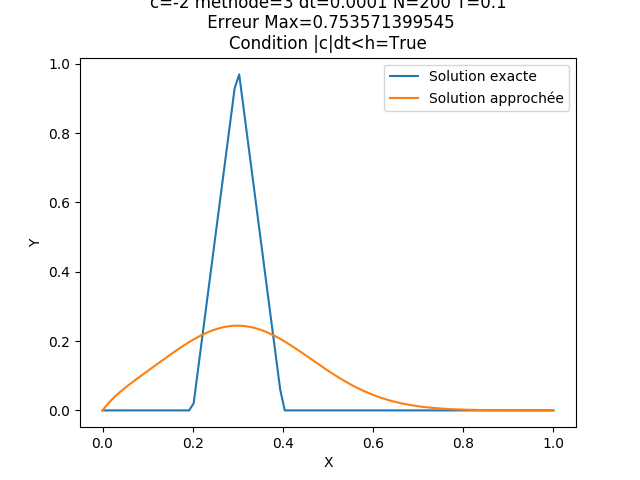 c=-2 methode=3 dt=0.0001 N=200 T=0.1
Erreur Max=0.753571399545
Condition |c|dt<h=True
Solution exacte
Solution approchée
1.0
0.8
0.6
0.4
0.2
0.0
Y
0.0 0.2 0.4 0.6 0.8 1.0
X